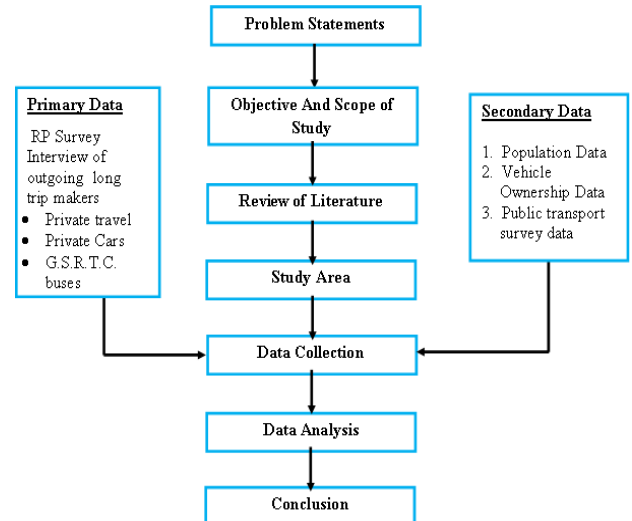 Problem Statements
Objective And Scope of
Study
Review of Literature
Study Area
Data Collection
Data Analysis
Conclusion
Primary Data
RP Survey
Interview of
outgoing long
trip makers
• Private travel
• Private Cars
• G.S.R.T.C.
buses
Secondary Data
1. Population Data
2. Vehicle
Ownership Data
3. Public transport
survey data